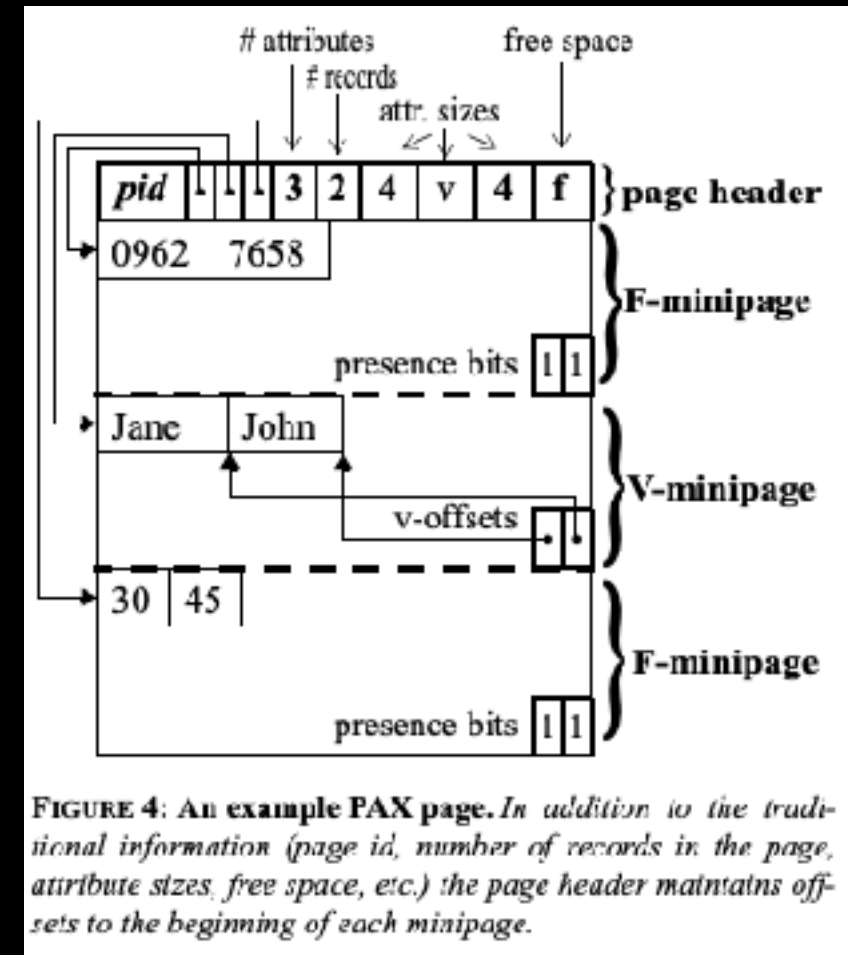 # attributes free space
# records
attr. sizes
pid 3 2 4 v 4 f page header
0962 7658
F-minipage
presence bits 1 1
Jane John
V-minipage
v-offsets
30 45
F-minipage
presence bits 1 1
FIGURE 4: An example PAX page. In addition to the tradi-
tional information (page id, number of records in the page,
attribute sizes, free space, etc.) the page header maintains off-
sets to the beginning of each minipage.